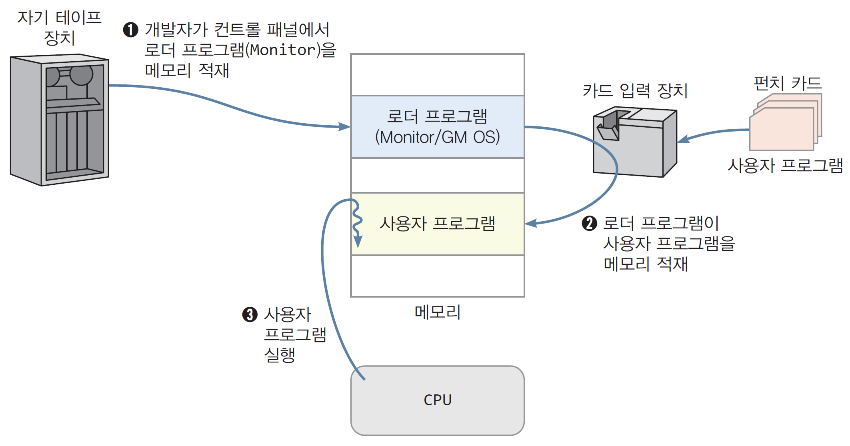 자기 테이프
장치
❶ 개발자가 컨트롤 패널에서
로더 프로그램(Monitor)을
메모리 적재
로더 프로그램
(Monitor/GM OS)
카드 입력 장치
펀치 카드
사용자 프로그램
사용자 프로그램
❷ 로더 프로그램이
사용자 프로그램을
메모리 적재
메모리
❸ 사용자
프로그램
실행
CPU